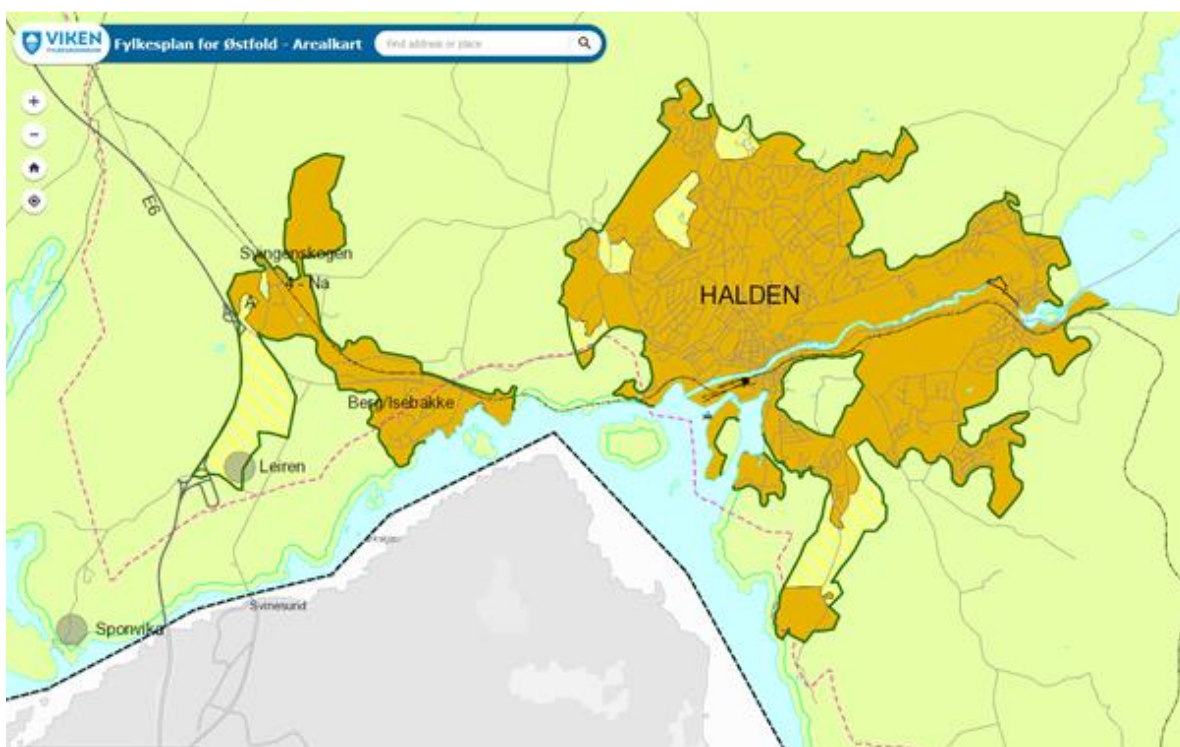 VIKEN
FYLKESKOMMUNE
Fylkesplan for Østfold - Arealkart
Find address or place
E6
Svingenskogen
4 - Na
HALDEN
Berg/Isebakke
Leiren
Svinesund
Sponvika